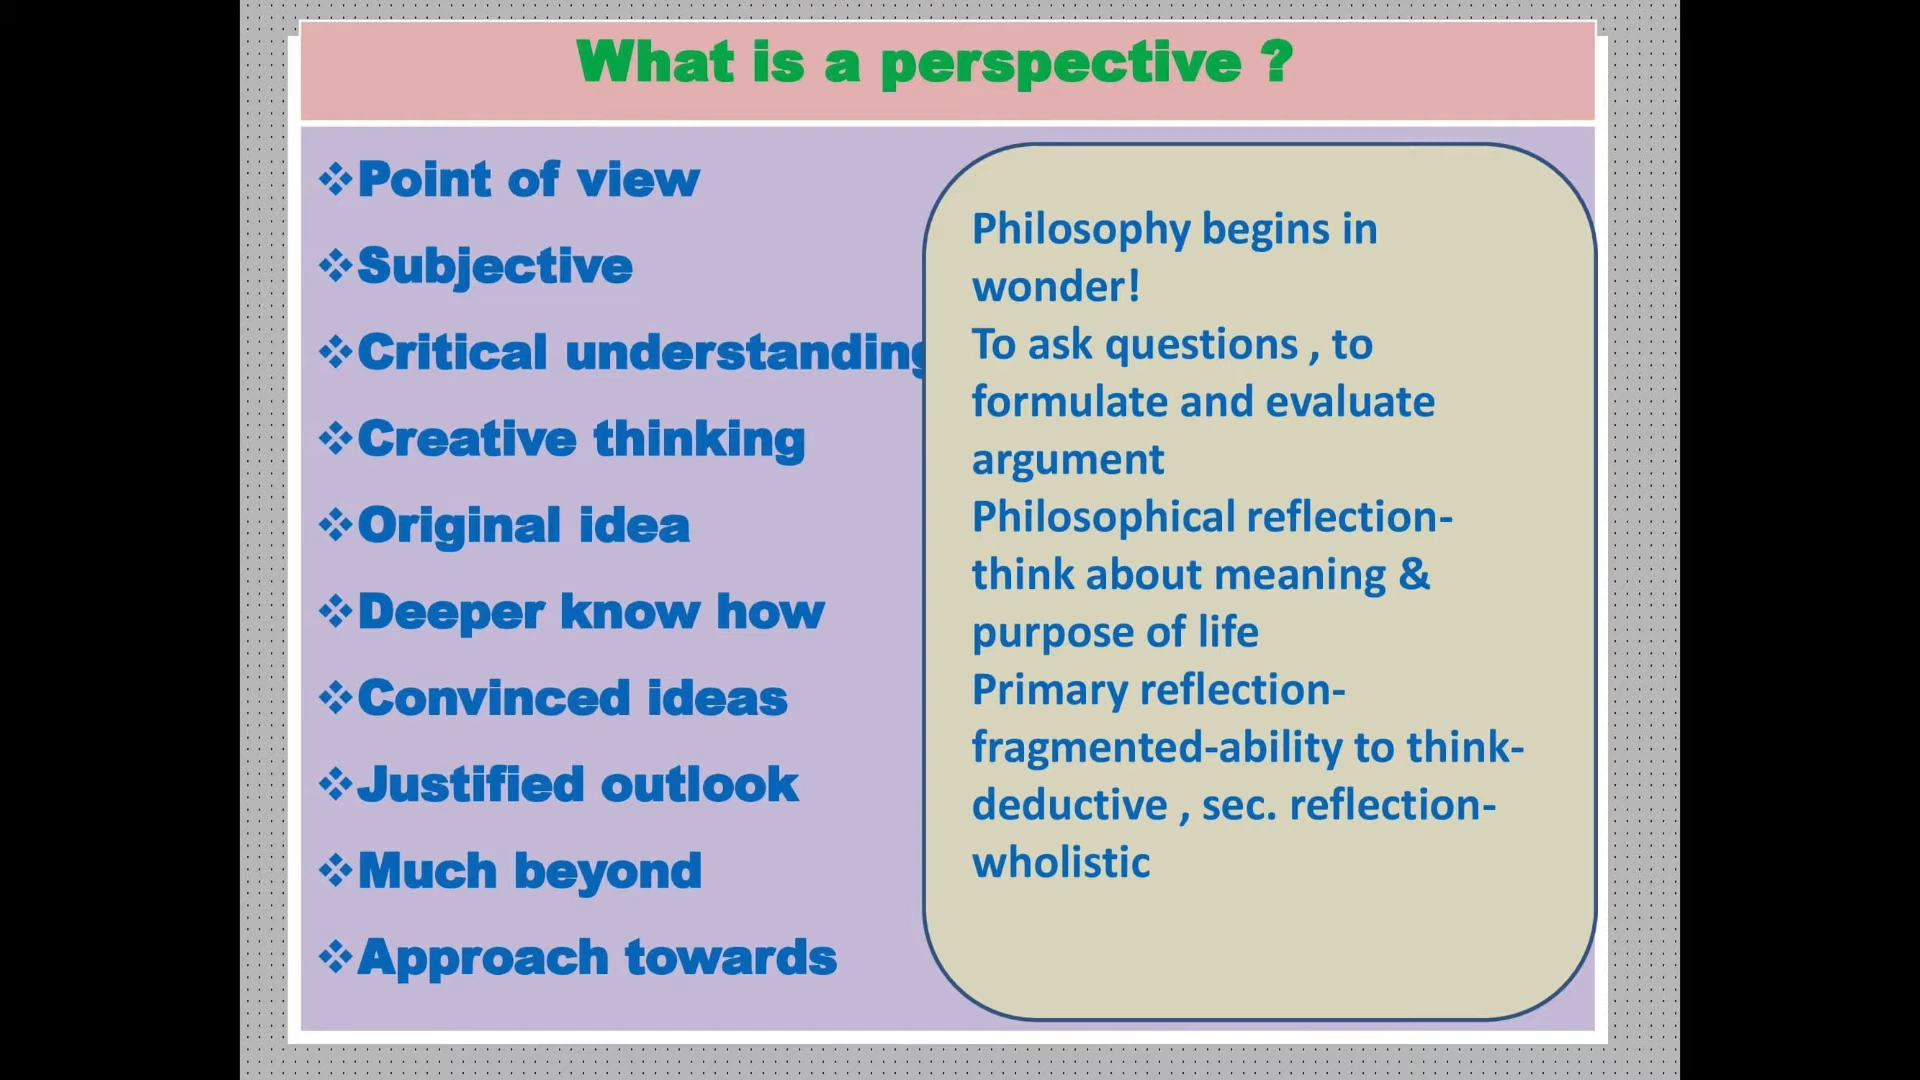 What is a perspective ?
❖Point of view
❖Subjective
❖Critical understanding
❖Creative thinking
❖Original idea
❖Deeper know how
❖Convinced ideas
❖Justified outlook
❖Much beyond
❖Approach towards
Philosophy begins in
wonder!
To ask questions , to
formulate and evaluate
argument
Philosophical reflection-
think about meaning &
purpose of life
Primary reflection-
fragmented-ability to think-
deductive , sec. reflection-
wholistic